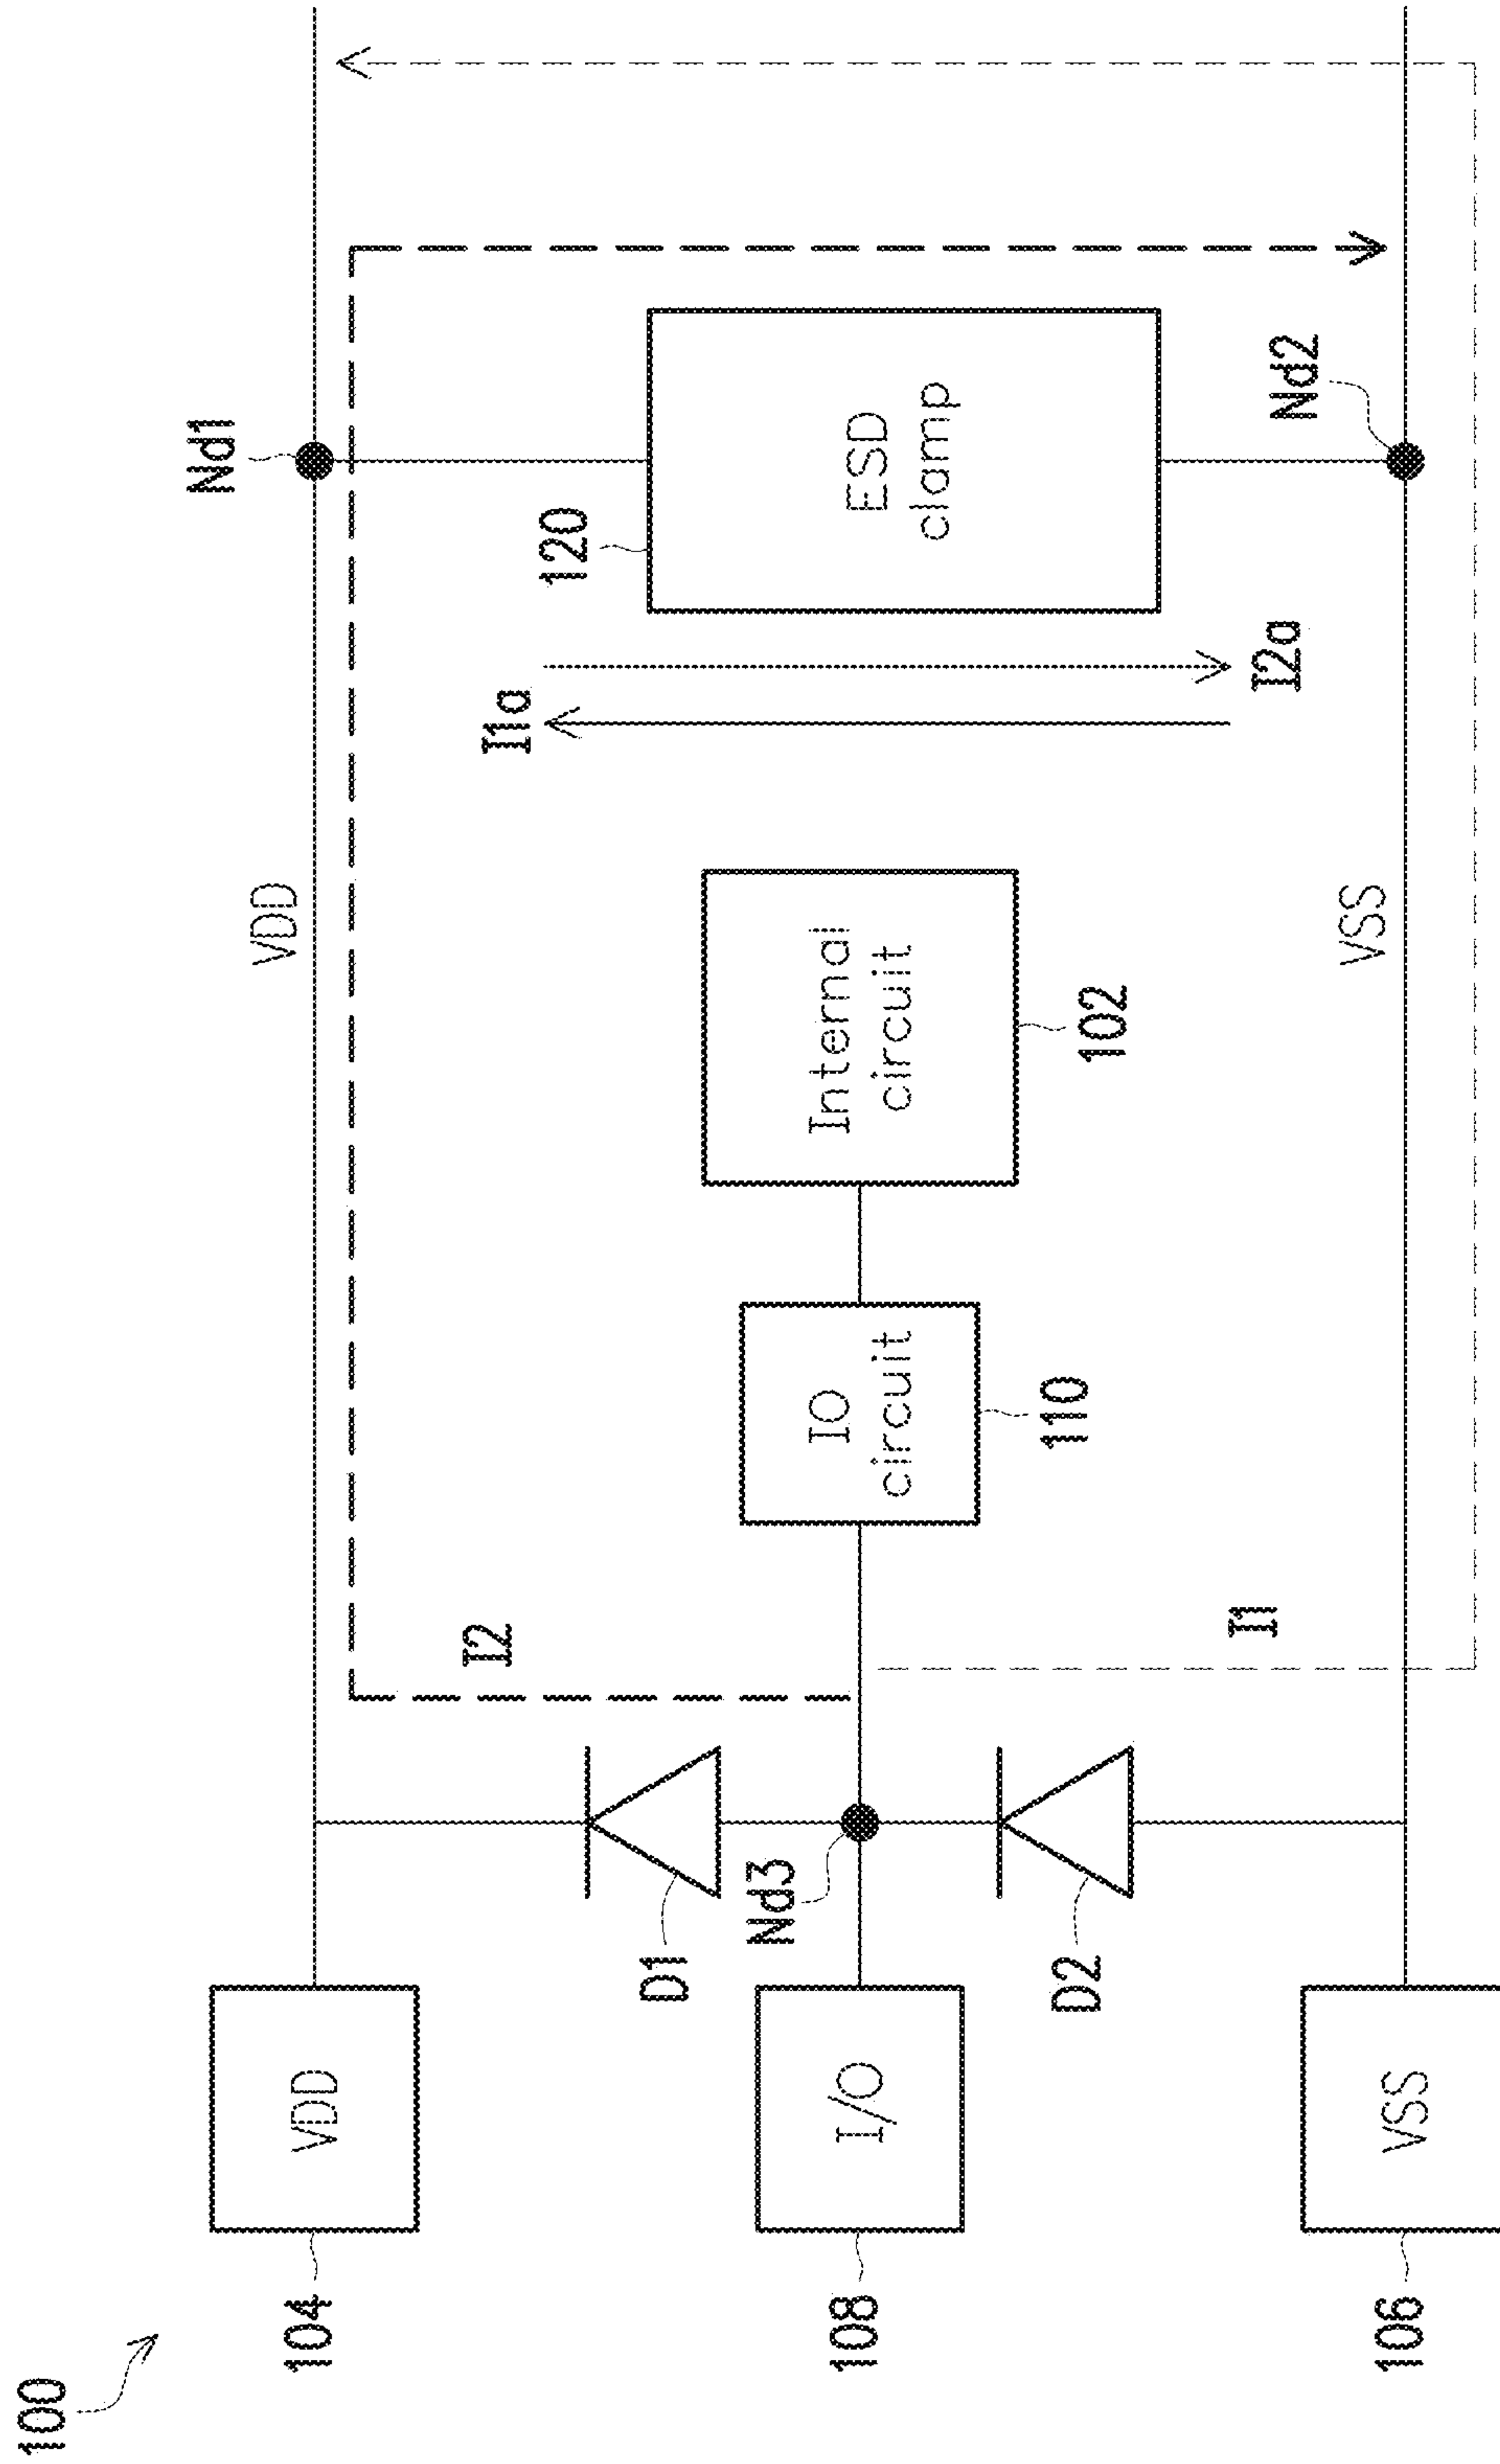 100
104
VDD
VDD
Nd1
I2
I1a
120
D1
Nd3
108
I/O
IO
circuit
110
Internal
circuit
102
ESD
clamp
I2a
D2
I1
Nd2
106
VSS
VSS